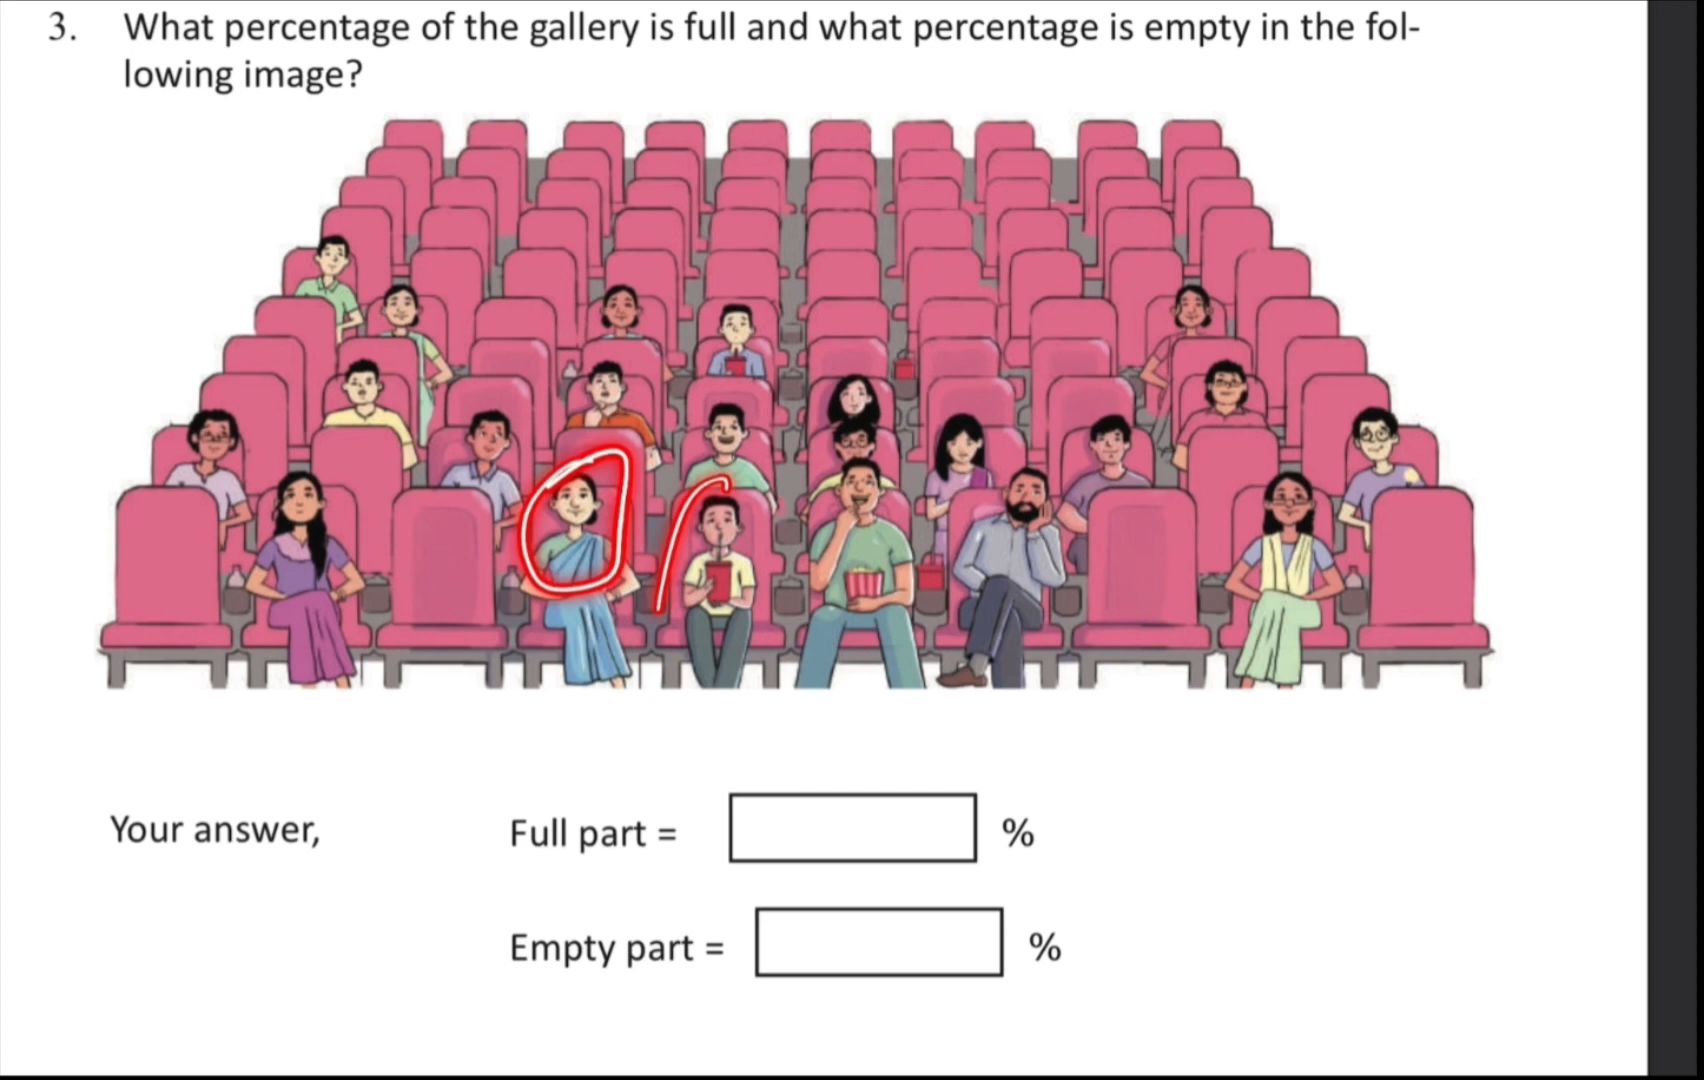 3. What percentage of the gallery is full and what percentage is empty in the fol-
lowing image?
Your answer, Full part = %
Empty part = %